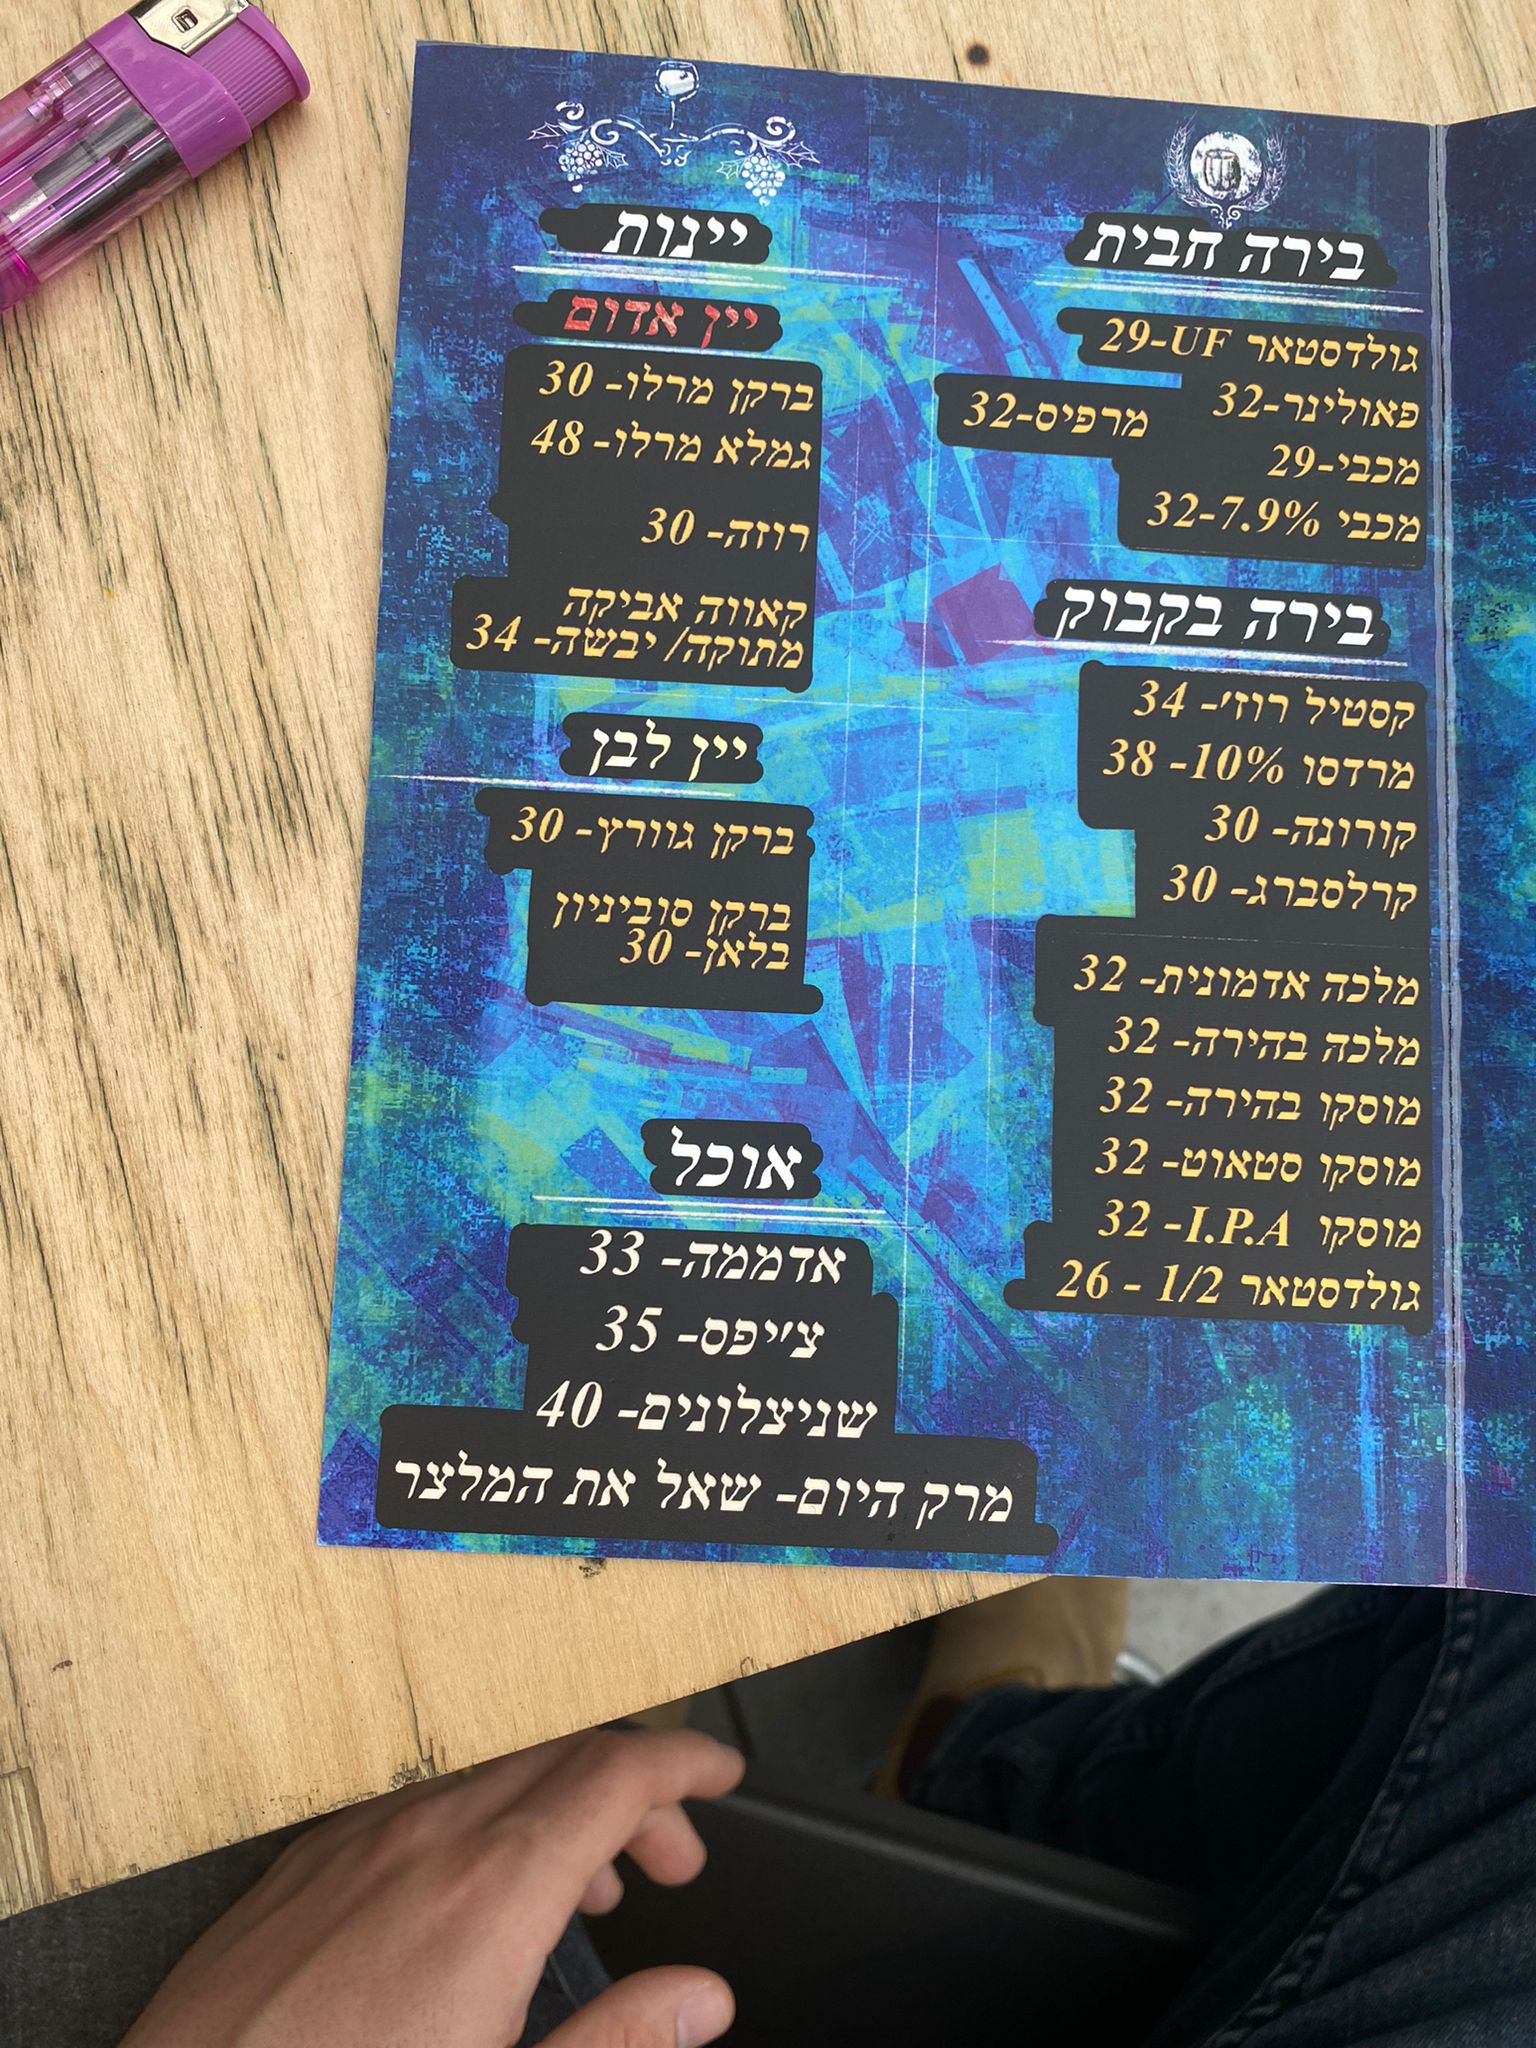 בירה חבית
גולדסטאר UF-29
פאולינר-32
מרפיס-32
מכבי-29
מכבי 7.9%-32
בירה בקבוק
קסטיל רוז'- 34
מרדסו 10%- 38
קורונה- 30
קרלסברג- 30
מלכה אדמונית- 32
מלכה בהירה- 32
מוסקו בהירה- 32
מוסקו סטאוט- 32
מוסקו I.P.A- 32
גולדסטאר 1/2 - 26
יינות
יין אדום
ברקן מרלו- 30
גמלא מרלו- 48
רוזה- 30
קאווה אביקה
מתוקה/ יבשה- 34
יין לבן
ברקן גוורץ- 30
ברקן סוביניון
בלאן- 30
אוכל
אדממה- 33
צ'יפס- 35
שניצלונים- 40
מרק היום- שאל את המלצר